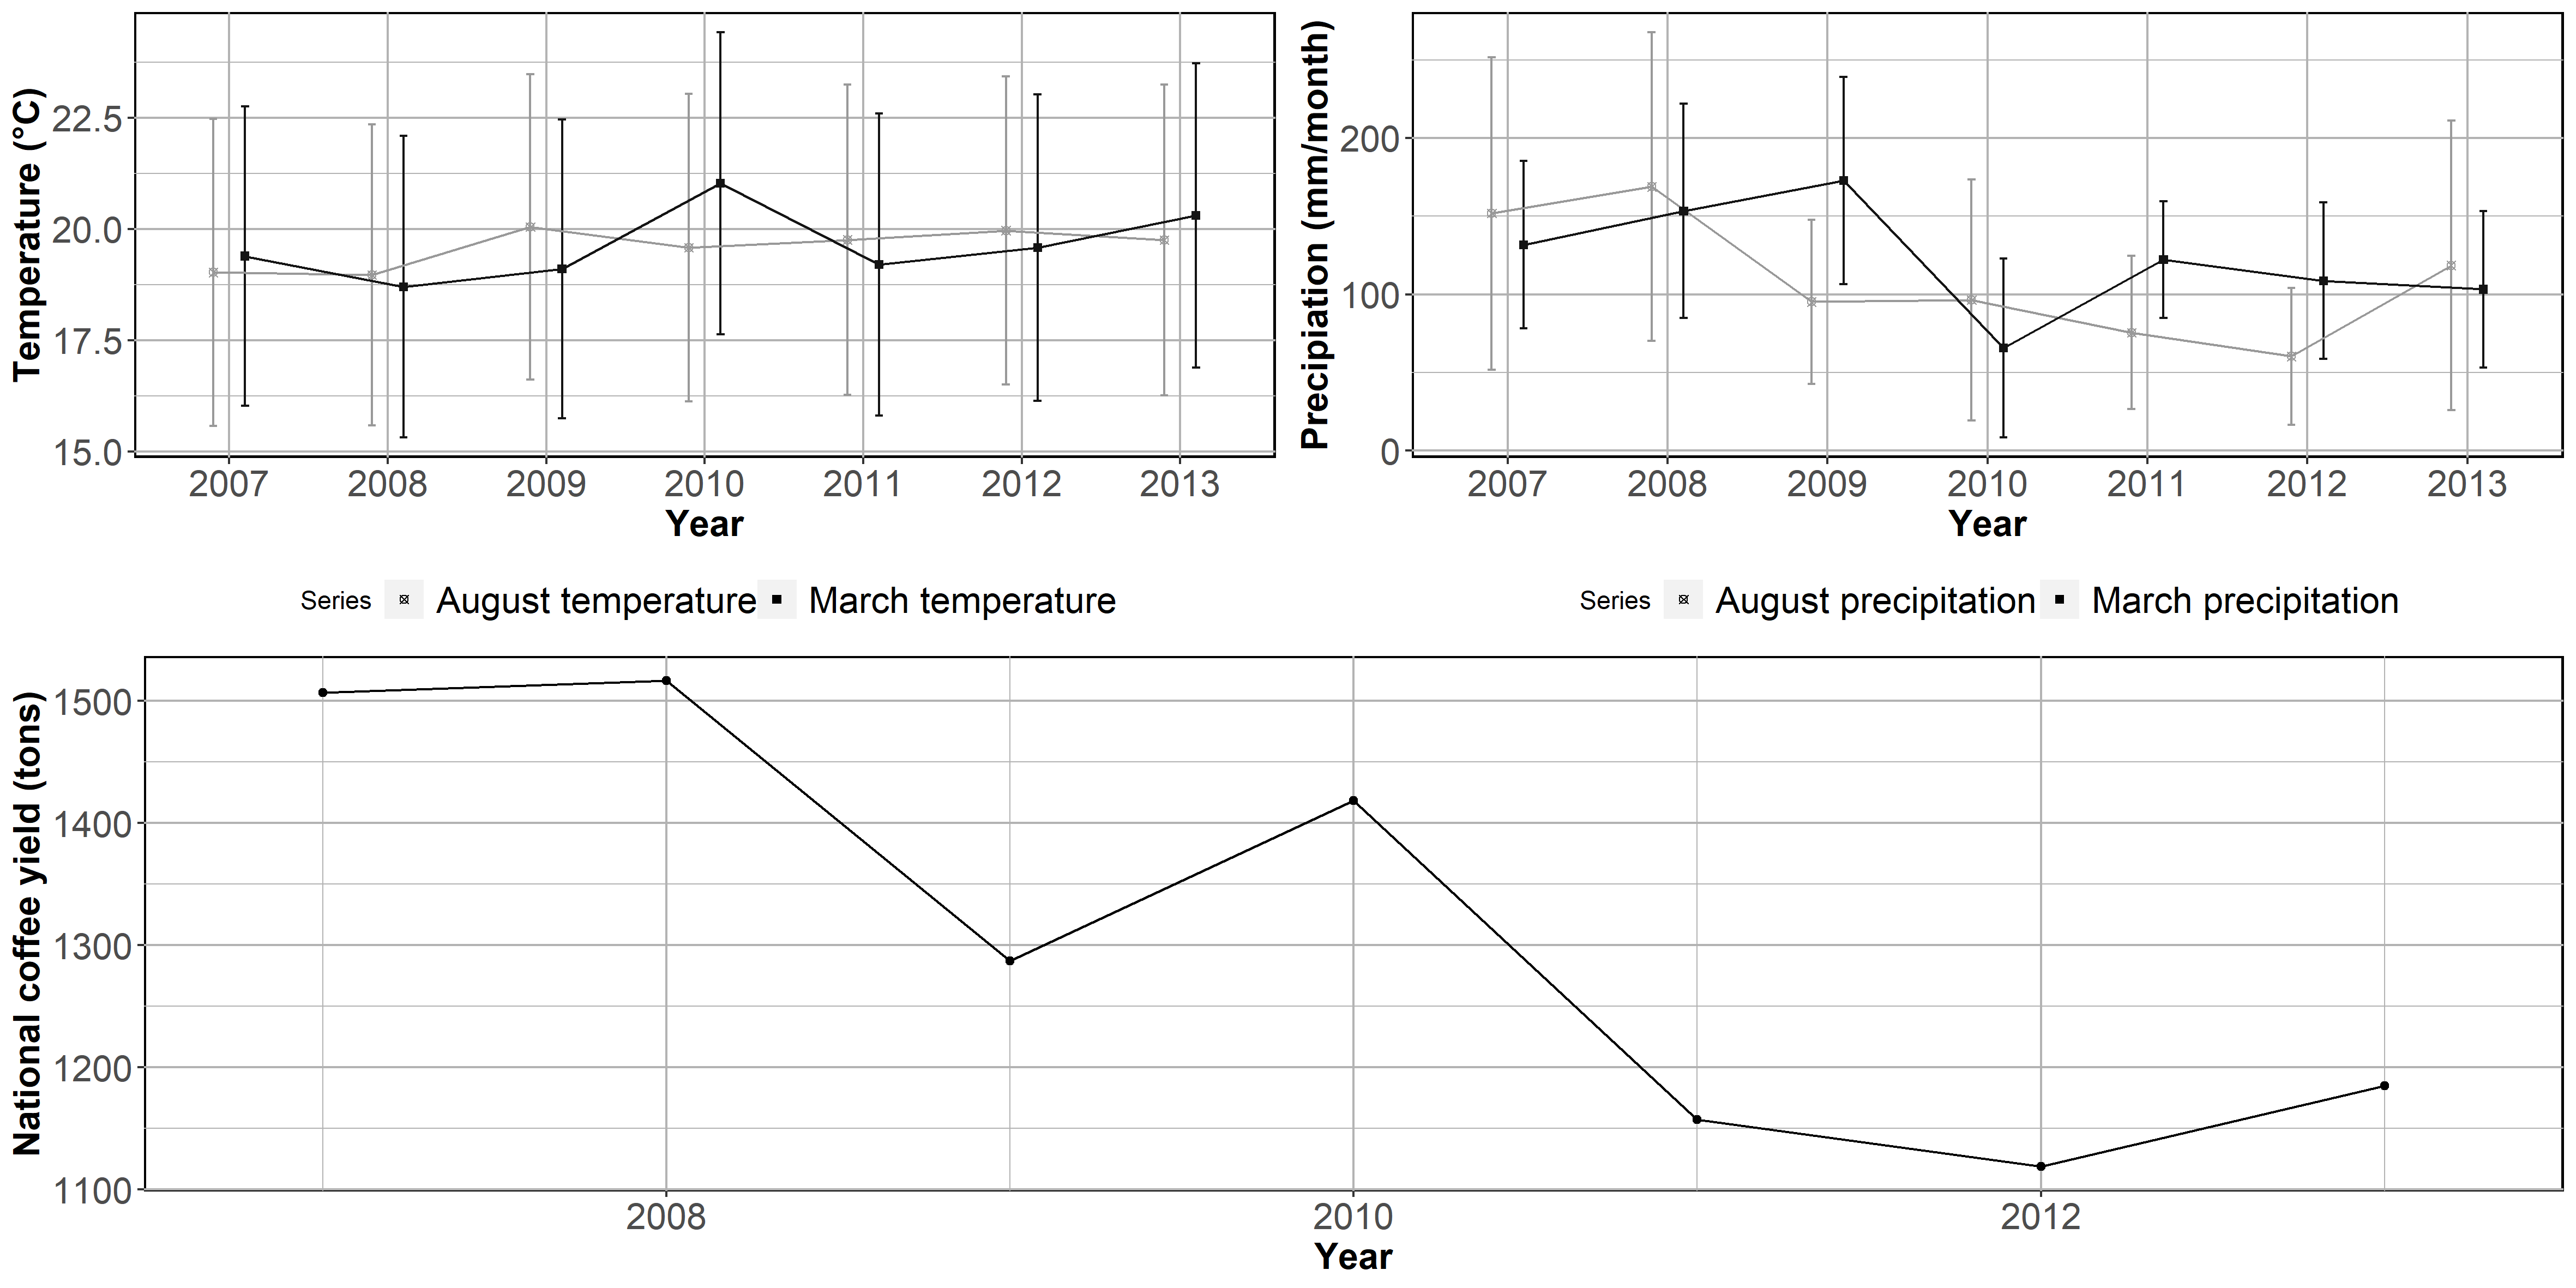 Temperature (°C)
22.5
20.0
17.5
15.0
2007 2008 2009 2010 2011 2012 2013
Year
Series August temperature March temperature
Precipiation (mm/month)
200
100
0
2007 2008 2009 2010 2011 2012 2013
Year
Series August precipitation March precipitation
National coffee yield (tons)
1500
1400
1300
1200
1100
2008 2010 2012
Year